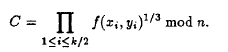 C = ∏_{1≤i≤k/2} f(x_i, y_i)^{1/3} mod n.